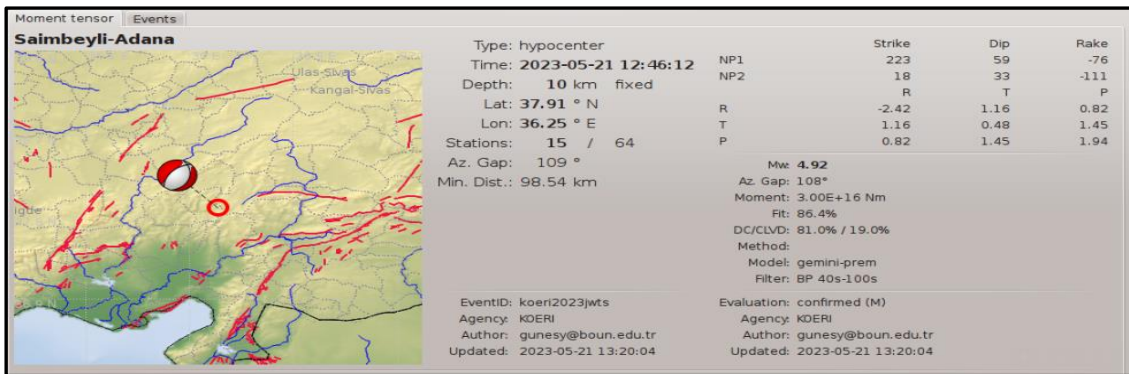 Moment tensor Events
Saimbeyli-Adana
Ulas-Sivas
Kangal-Sivas
Type: hypocenter
Time: 2023-05-21 12:46:12
Depth: 10 km fixed
Lat: 37.91 ° N
Lon: 36.25 ° E
Stations: 15 / 64
Az. Gap: 109 °
Min. Dist.: 98.54 km
EventID: koeri2023jwts
Agency: KOERI
Author: gunesy@boun.edu.tr
Updated: 2023-05-21 13:20:04
Strike Dip Rake
NP1 223 59 -76
NP2 18 33 -111
R T P
R -2.42 1.16 0.82
T 1.16 0.48 1.45
P 0.82 1.45 1.94
Mw: 4.92
Az. Gap: 108°
Moment: 3.00E+16 Nm
Fit: 86.4%
DC/CLVD: 81.0% / 19.0%
Method:
Model: gemini-prem
Filter: BP 40s-100s
Evaluation: confirmed (M)
Agency: KOERI
Author: gunesy@boun.edu.tr
Updated: 2023-05-21 13:20:04